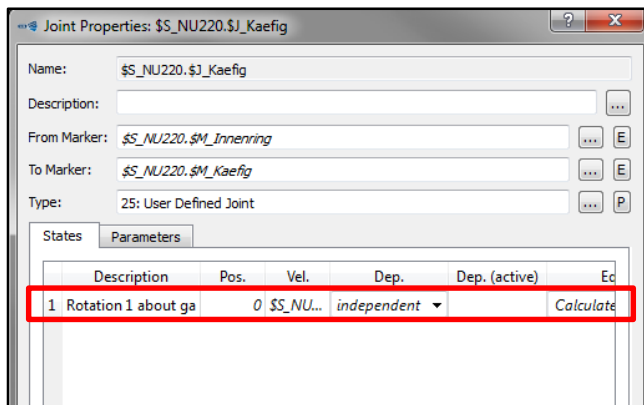 Joint Properties: $S_NU220.$J_Kaefig ? X
Name: $S_NU220.$J_Kaefig
Description: ...
From Marker: $S_NU220.$M_Innenring ... E
To Marker: $S_NU220.$M_Kaefig ... E
Type: 25: User Defined Joint ... P
States Parameters
Description Pos. Vel. Dep. Dep. (active) Ec
1 Rotation 1 about ga 0 $S_NU... independent Calculate